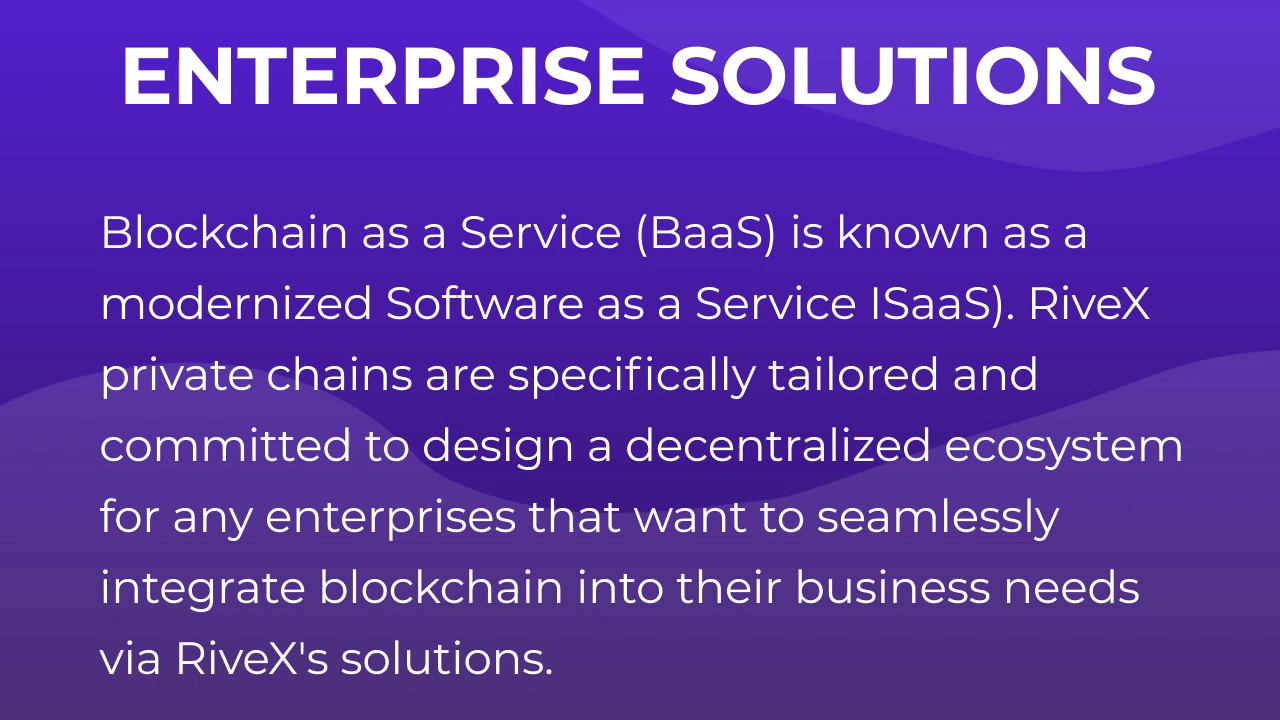 ENTERPRISE SOLUTIONS
Blockchain as a Service (BaaS) is known as a
modernized Software as a Service ISaaS). RiveX
private chains are specifically tailored and
committed to design a decentralized ecosystem
for any enterprises that want to seamlessly
integrate blockchain into their business needs
via RiveX's solutions.